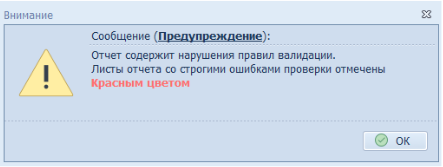 Внимание
Сообщение (Предупреждение):
Отчет содержит нарушения правил валидации.
Листы отчета со строгими ошибками проверки отмечены
Красным цветом
OK